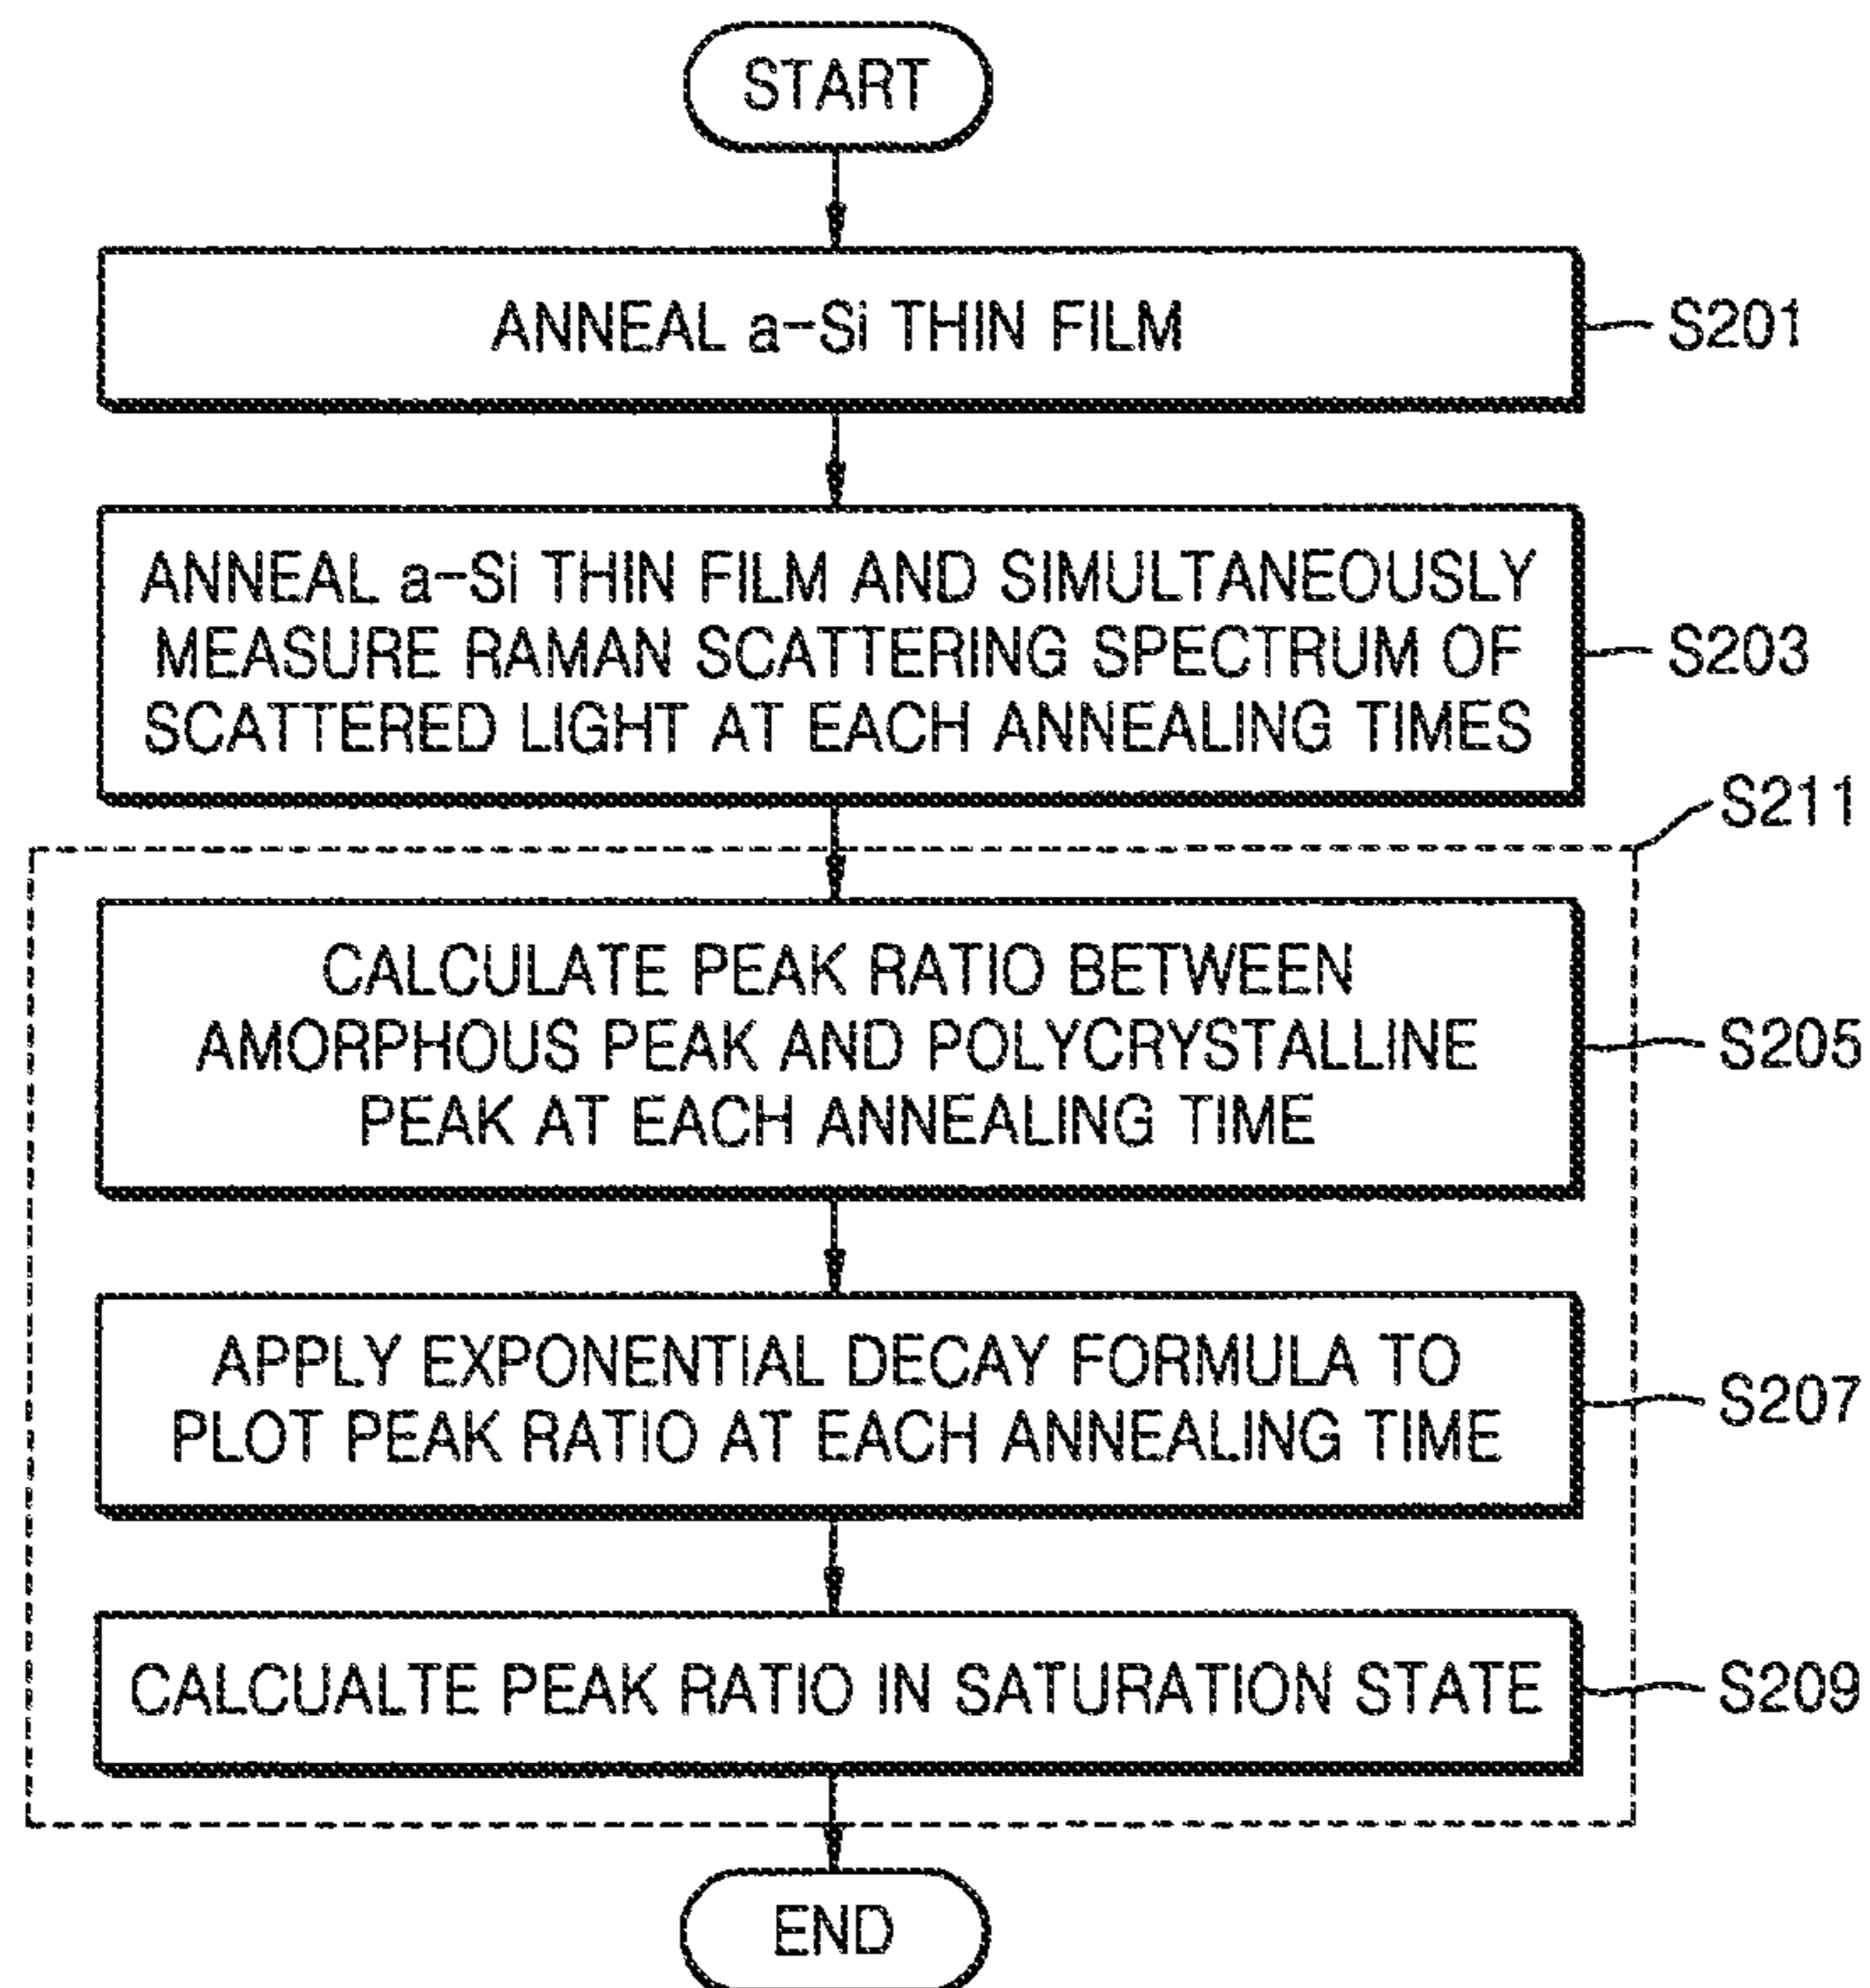 START
ANNEAL a-Si THIN FILM
S201
ANNEAL a-Si THIN FILM AND SIMULTANEOUSLY
MEASURE RAMAN SCATTERING SPECTRUM OF
SCATTERED LIGHT AT EACH ANNEALING TIMES
S203
S211
CALCULATE PEAK RATIO BETWEEN
AMORPHOUS PEAK AND POLYCRYSTALLINE
PEAK AT EACH ANNEALING TIME
S205
APPLY EXPONENTIAL DECAY FORMULA TO
PLOT PEAK RATIO AT EACH ANNEALING TIME
S207
CALCUALTE PEAK RATIO IN SATURATION STATE
S209
END